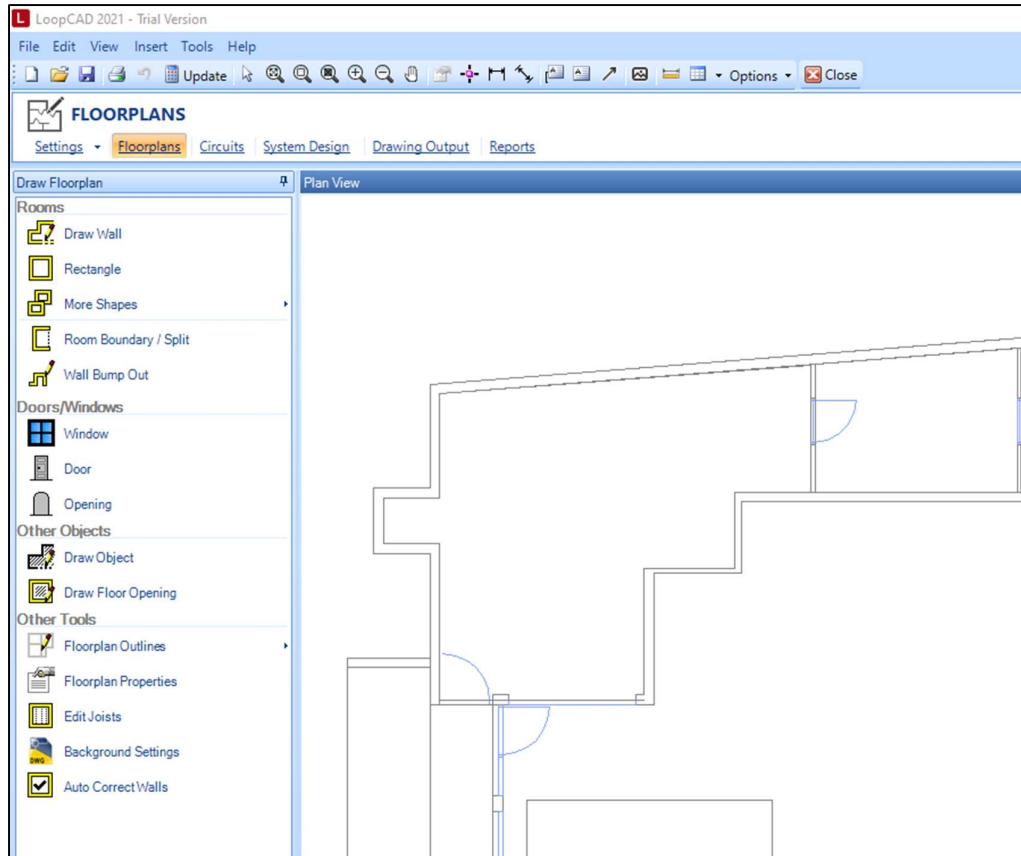 L LoopCAD 2021 - Trial Version
File Edit View Insert Tools Help
Update Options Close
FLOORPLANS
Settings Floorplans Circuits System Design Drawing Output Reports
Draw Floorplan Plan View
Rooms
Draw Wall
Rectangle
More Shapes
Room Boundary / Split
Wall Bump Out
Doors/Windows
Window
Door
Opening
Other Objects
Draw Object
Draw Floor Opening
Other Tools
Floorplan Outlines
Floorplan Properties
Edit Joists
DWG Background Settings
Auto Correct Walls